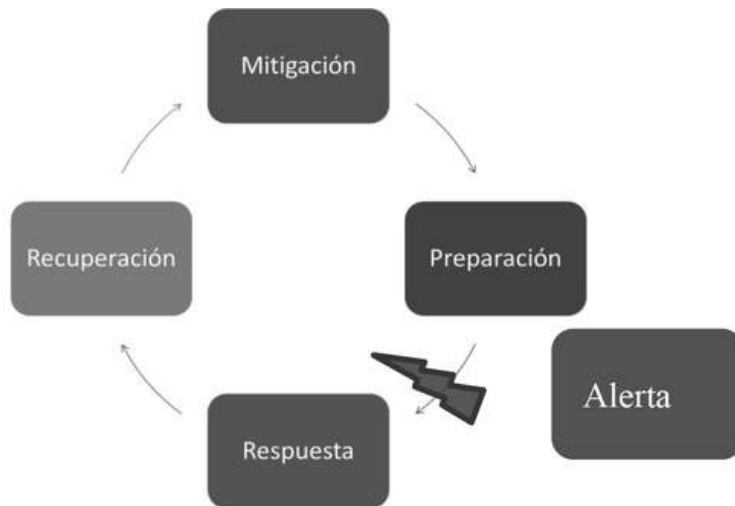 Mitigación
Recuperación
Preparación
Alerta
Respuesta